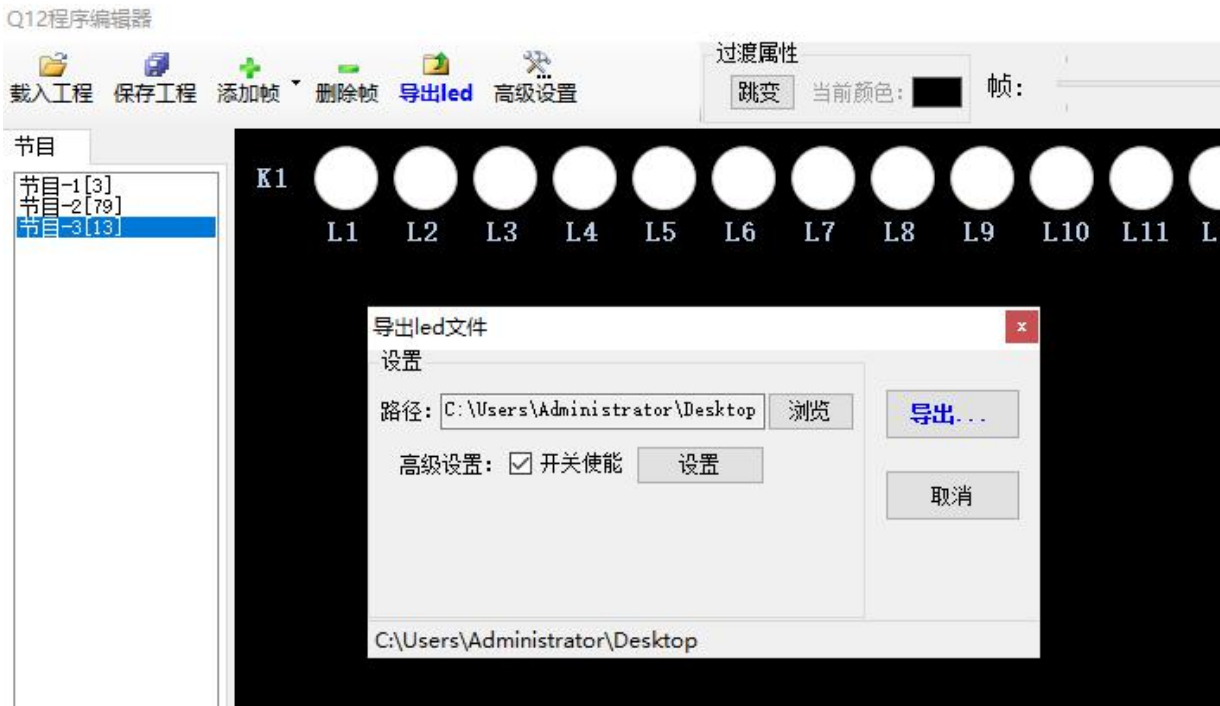 Q12程序编辑器
载入工程 保存工程 添加帧 删除帧 导出led 高级设置
过渡属性
跳变 当前颜色: 帧:
节目
节目-1[3]
节目-2[79]
节目-3[13]
K1
L1 L2 L3 L4 L5 L6 L7 L8 L9 L10 L11 L
导出led文件
x
设置
路径: C:\Users\Administrator\Desktop 浏览
导出...
高级设置: 开关使能 设置
取消
C:\Users\Administrator\Desktop